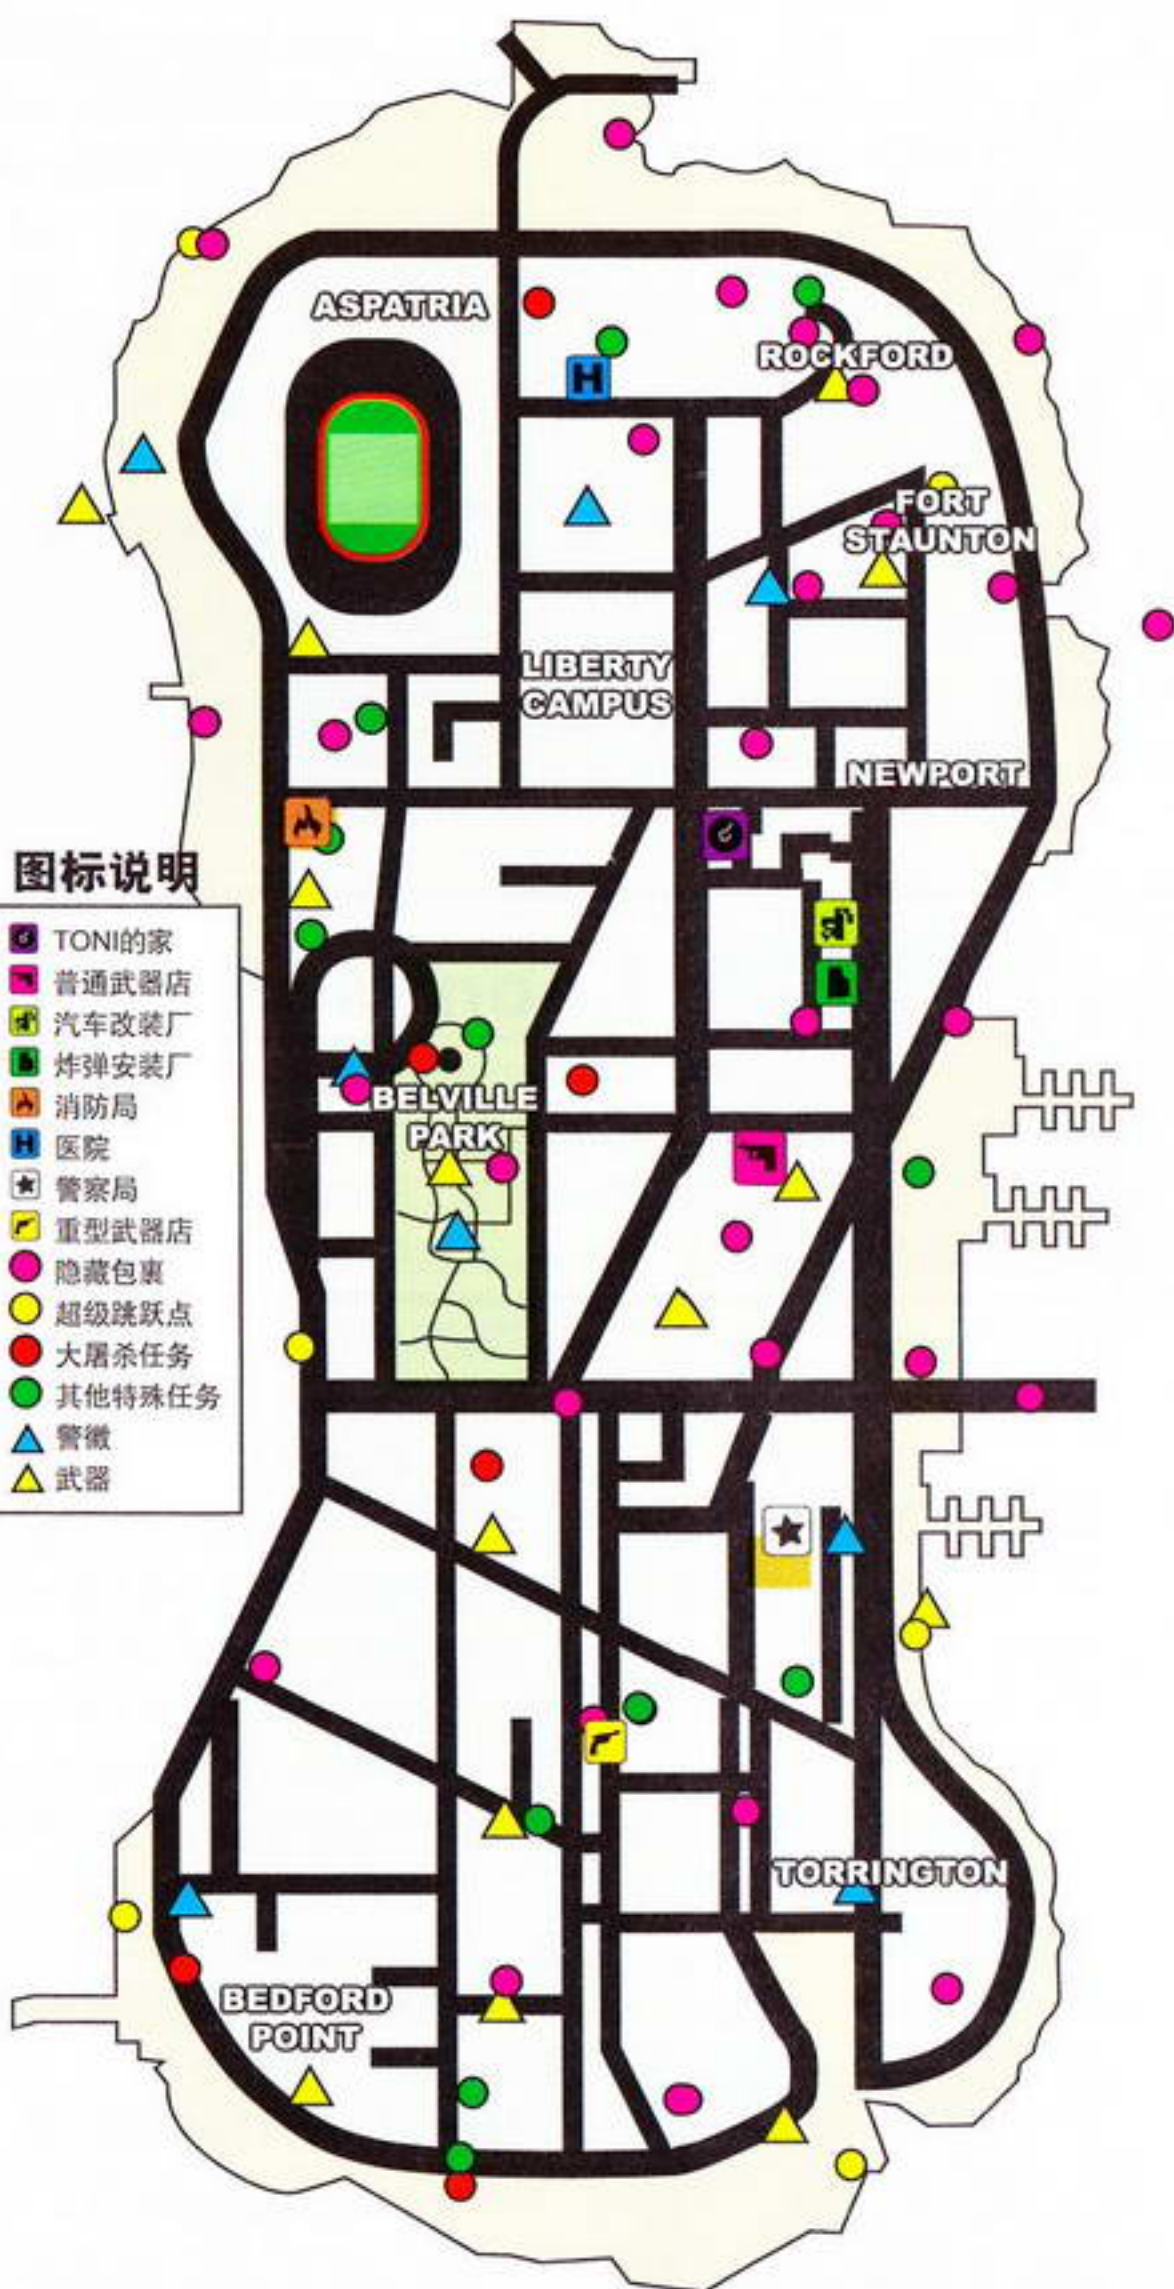 ASPATRIA
ROCKFORD
FORT
STAUNTON
LIBERTY
CAMPUS
NEWPORT
图标说明
TONI的家
普通武器店
汽车改装厂
炸弹安装厂
消防局
H 医院
警察局
重型武器店
隐藏包裹
超级跳跃点
大屠杀任务
其他特殊任务
警徽
武器
H
BELVILLE
PARK
TORRINGTON
BEDFORD
POINT